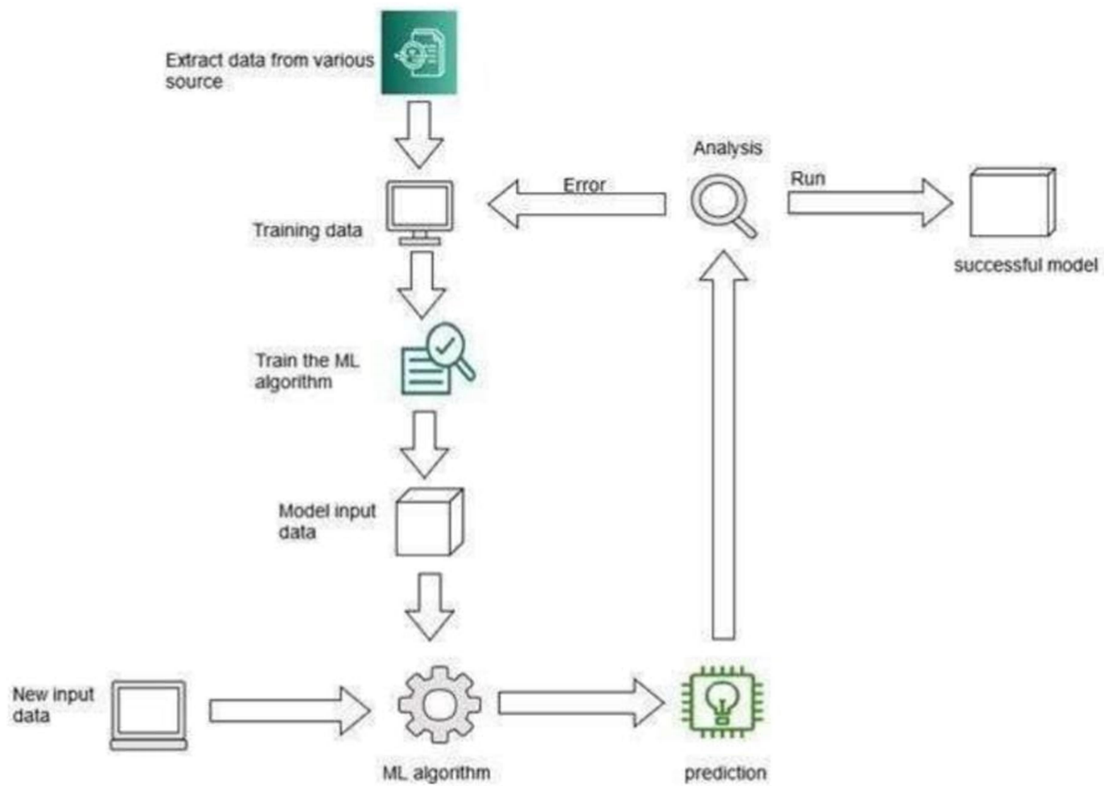 Extract data from various
source
Analysis
Error
Run
Training data
successful model
Train the ML
algorithm
Model input
data
New input
data
ML algorithm
prediction